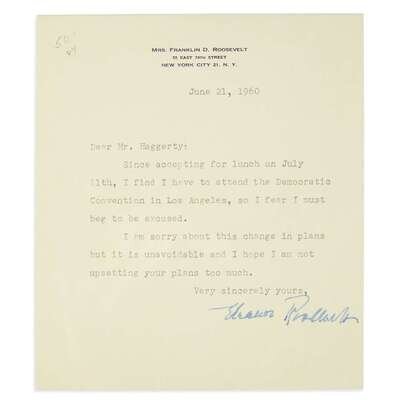 50/
MRS. FRANKLIN D. ROOSEVELT
55 EAST 74TH STREET
NEW YORK CITY 21, N. Y.
June 21, 1960
Dear Mr. Haggerty:
Since accepting for lunch on July
11th, I find I have to attend the Democratic
Convention in Los Angeles, so I fear I must
beg to be excused.
I am sorry about this change in plans
but it is unavoidable and I hope I am not
upsetting your plans too much.
Very sincerely yours,
Eleanor Roosevelt